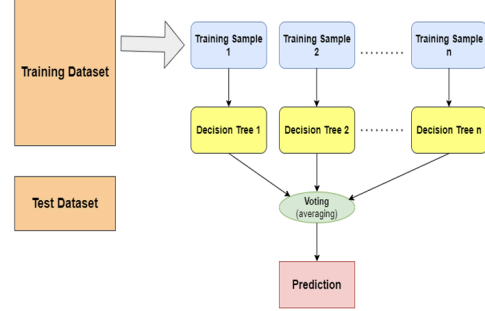 Training Dataset
Training Sample
1
Training Sample
2
Training Sample
n
Decision Tree 1
Decision Tree 2
Decision Tree n
Test Dataset
Voting
(averaging)
Prediction